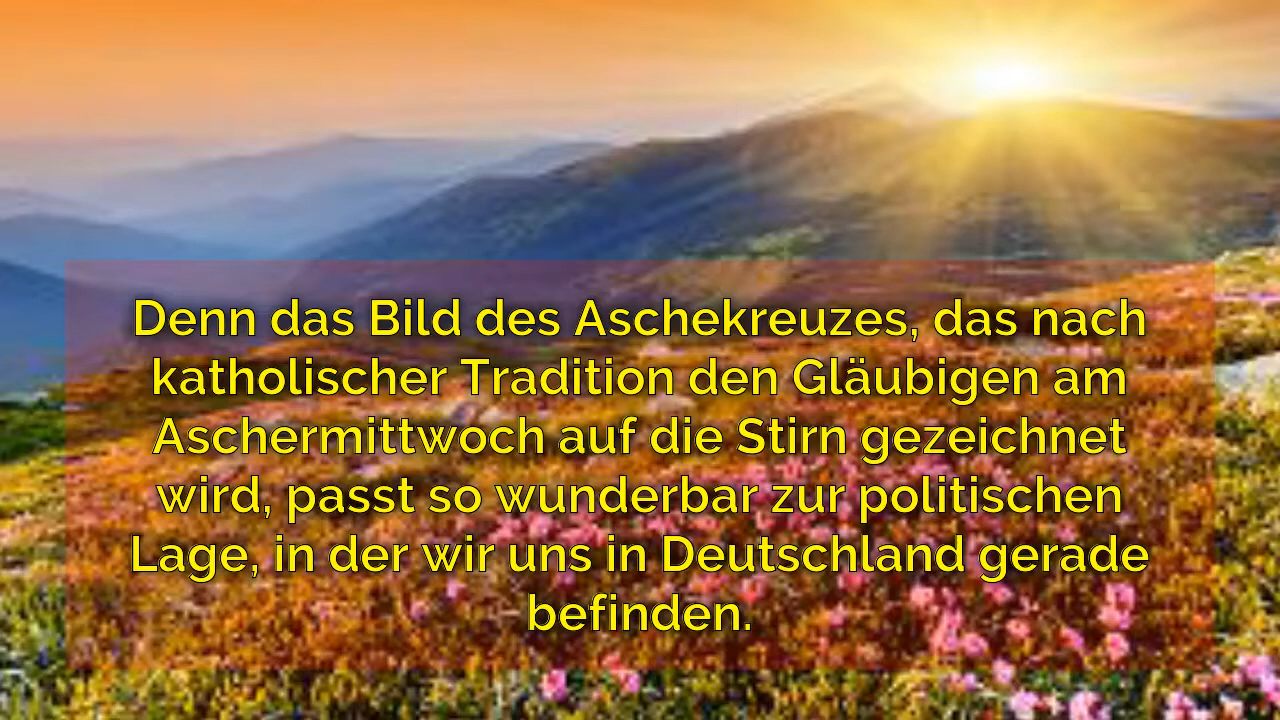 Denn das Bild des Aschekreuzes, das nach
katholischer Tradition den Gläubigen am
Aschermittwoch auf die Stirn gezeichnet
wird, passt so wunderbar zur politischen
Lage, in der wir uns in Deutschland gerade
befinden.